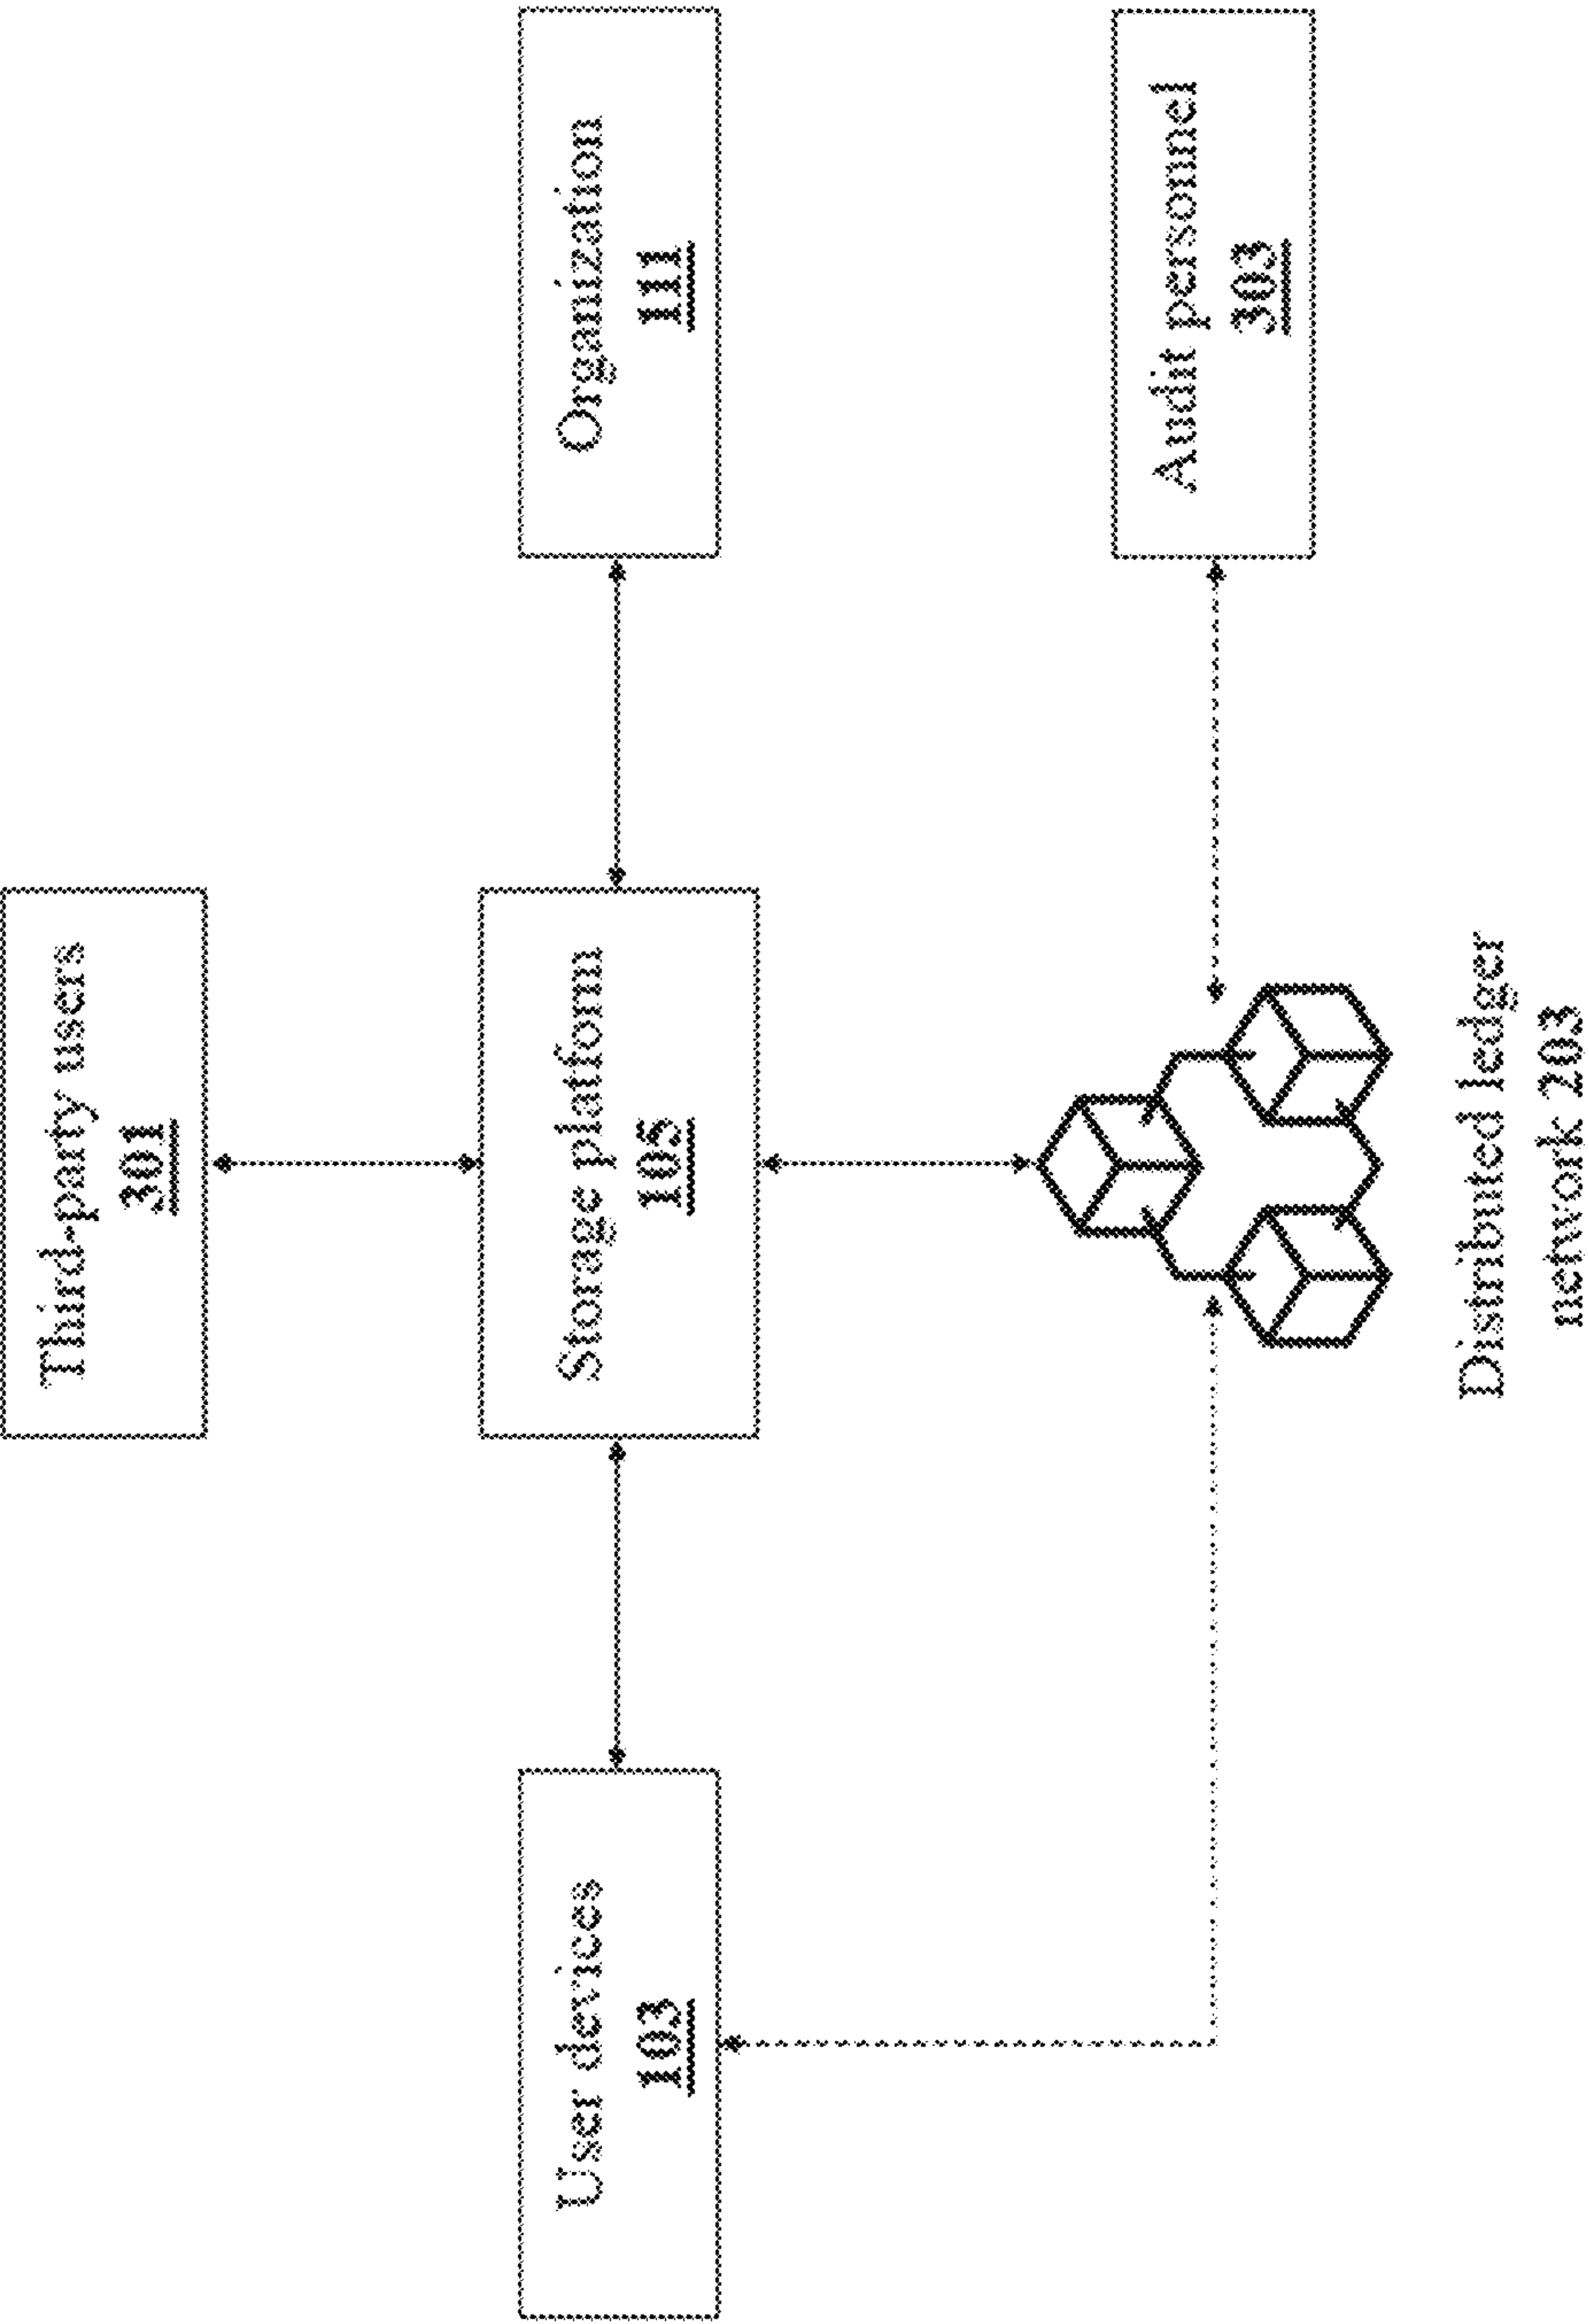 Third-party users
301
User devices
103
Storage platform
105
Organization
111
Audit personnel
303
Distributed ledger
network 203